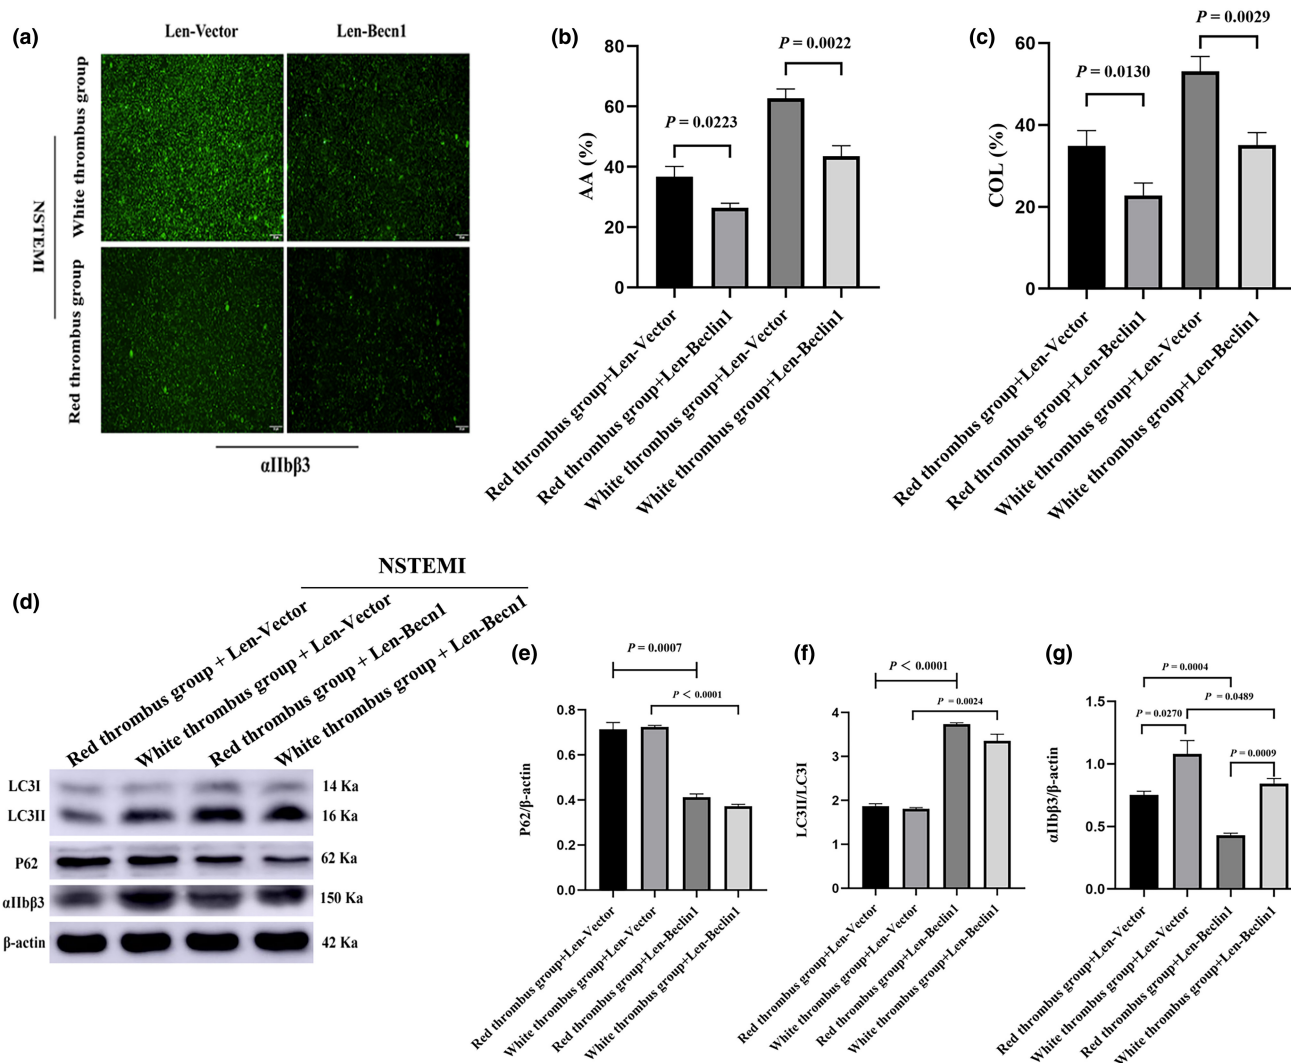 (a)
Len-Vector
Len-Becn1
NSTEMI
White thrombus group
Red thrombus group
αIIbβ3
(b)
AA (%)
80
60
40
20
0
P = 0.0223
P = 0.0022
Red thrombus group+Len-Vector
Red thrombus group+Len-Beclin1
White thrombus group+Len-Vector
White thrombus group+Len-Beclin1
(c)
COL (%)
60
40
20
0
P = 0.0130
P = 0.0029
Red thrombus group+Len-Vector
Red thrombus group+Len-Beclin1
White thrombus group+Len-Vector
White thrombus group+Len-Beclin1
(d)
NSTEMI
Red thrombus group + Len-Vector
White thrombus group + Len-Vector
Red thrombus group + Len-Becn1
White thrombus group + Len-Becn1
LC3I 14 Ka
LC3II 16 Ka
P62 62 Ka
αIIbβ3 150 Ka
β-actin 42 Ka
(e)
P62/β-actin
0.8
0.6
0.4
0.2
0.0
P = 0.0007
P < 0.0001
Red thrombus group+Len-Vector
White thrombus group+Len-Vector
Red thrombus group+Len-Beclin1
White thrombus group+Len-Beclin1
(f)
LC3II/LC3I
4
3
2
1
0
P < 0.0001
P = 0.0024
Red thrombus group+Len-Vector
White thrombus group+Len-Vector
Red thrombus group+Len-Beclin1
White thrombus group+Len-Beclin1
(g)
αIIbβ3/β-actin
1.5
1.0
0.5
0.0
P = 0.0004
P = 0.0489
P = 0.0270
P = 0.0009
Red thrombus group+Len-Vector
White thrombus group+Len-Vector
Red thrombus group+Len-Beclin1
White thrombus group+Len-Beclin1